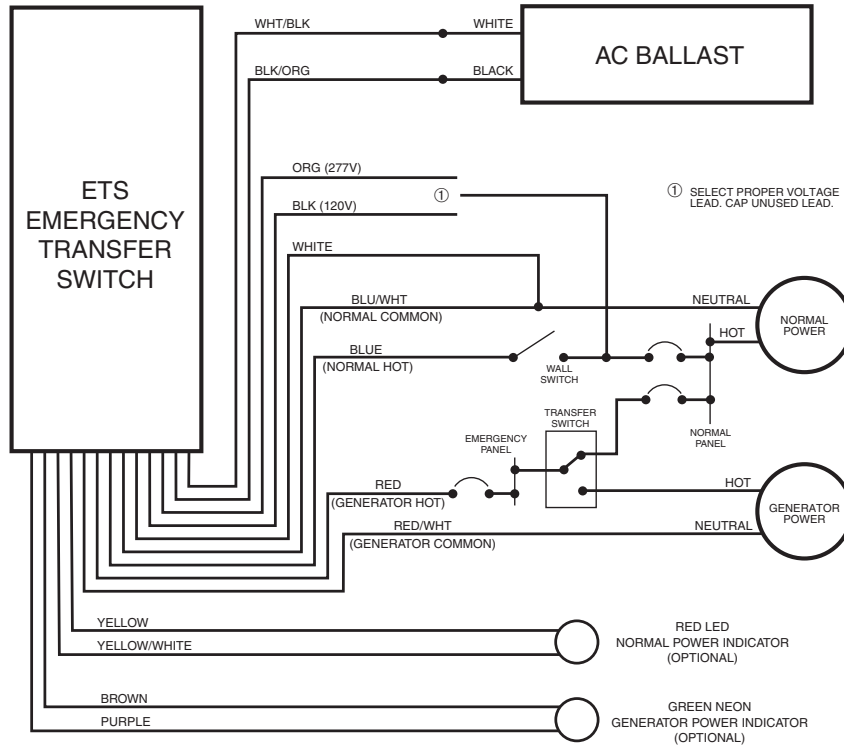 WHT/BLK
WHITE
AC BALLAST
BLK/ORG
BLACK
ETS
EMERGENCY
TRANSFER
SWITCH
ORG (277V)
①
BLK (120V)
① SELECT PROPER VOLTAGE
LEAD. CAP UNUSED LEAD.
WHITE
BLU/WHT
(NORMAL COMMON)
NEUTRAL
NORMAL
POWER
HOT
BLUE
(NORMAL HOT)
WALL
SWITCH
TRANSFER
SWITCH
EMERGENCY
PANEL
NORMAL
PANEL
RED
(GENERATOR HOT)
HOT
GENERATOR
POWER
RED/WHT
(GENERATOR COMMON)
NEUTRAL
YELLOW
YELLOW/WHITE
RED LED
NORMAL POWER INDICATOR
(OPTIONAL)
BROWN
PURPLE
GREEN NEON
GENERATOR POWER INDICATOR
(OPTIONAL)